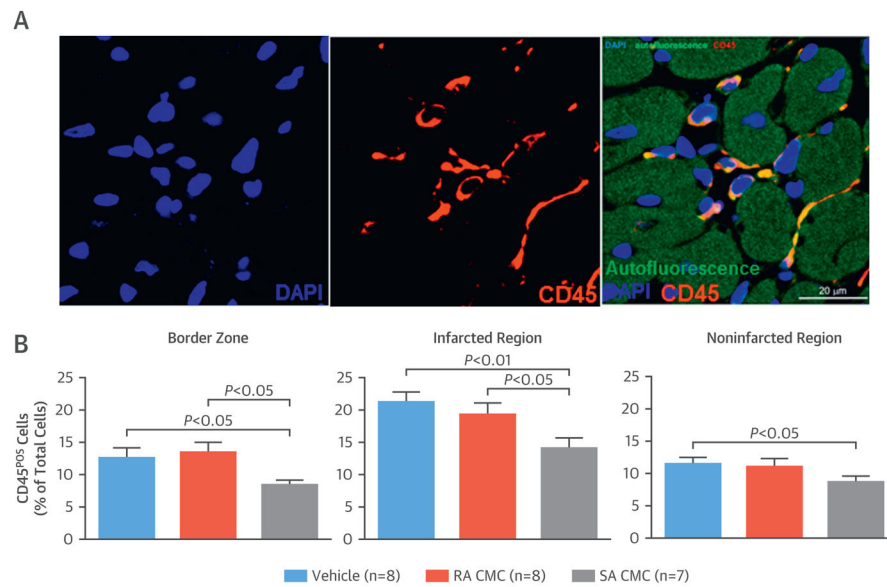 A
DAPI
CD45
DAPI - autofluorescence CD45
Autofluorescence
DAPI CD45
20 µm
B
Border Zone
Infarcted Region
Noninfarcted Region
CD45POS Cells
(% of Total Cells)
25
20
15
10
5
0
P<0.05
P<0.05
25
20
15
10
5
0
P<0.01
P<0.05
25
20
15
10
5
0
P<0.05
Vehicle (n=8)
RA CMC (n=8)
SA CMC (n=7)